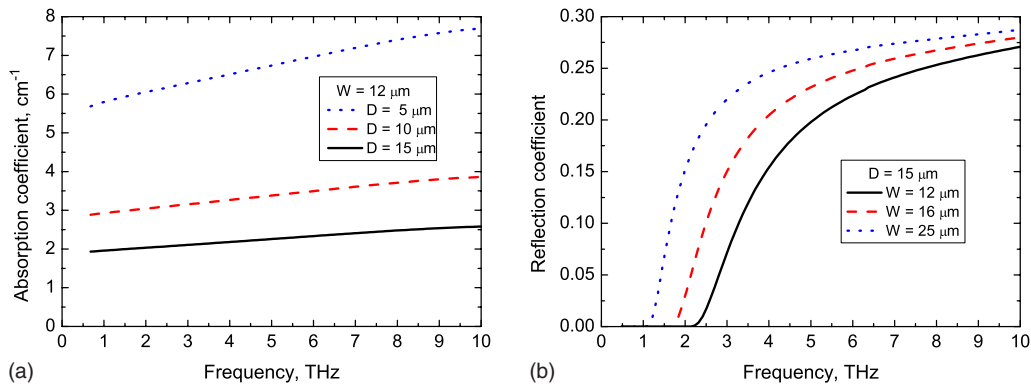 8
7
6
5
4
3
2
1
0
Absorption coefficient, cm-1
W = 12 μm
D = 5 μm
D = 10 μm
D = 15 μm
0 1 2 3 4 5 6 7 8 9 10
Frequency, THz
(a)
0.30
0.25
0.20
0.15
0.10
0.05
0.00
Reflection coefficient
D = 15 μm
W = 12 μm
W = 16 μm
W = 25 μm
0 1 2 3 4 5 6 7 8 9 10
Frequency, THz
(b)